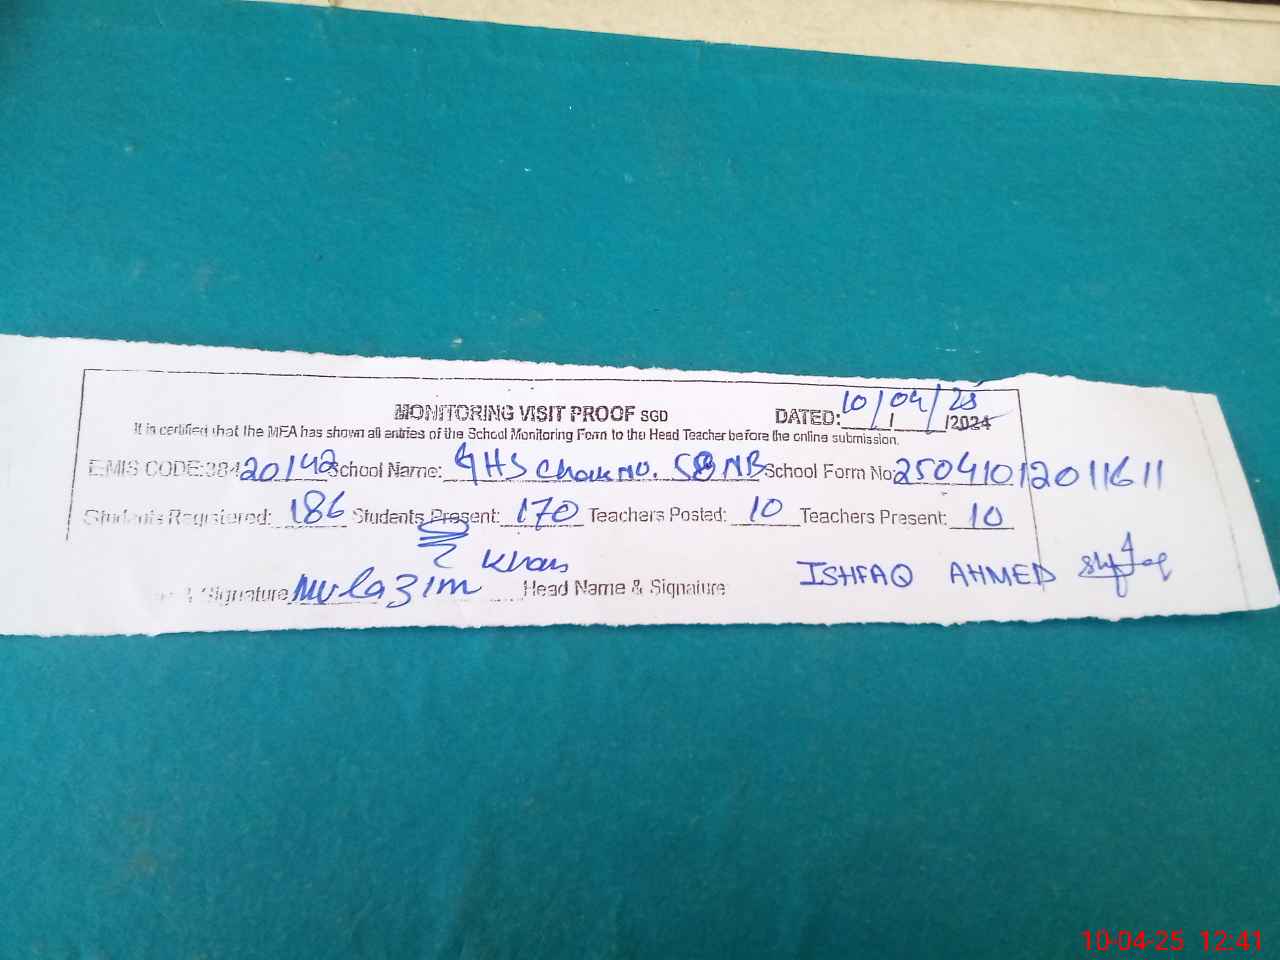 MONITORING VISIT PROOF SGD DATED: 10/04/25 /2024
It is certified that the MEA has shown all entries of the School Monitoring Form to the Head Teacher before the online submission.
EMIS CODE:38420142 School Name: GHS Chak NO. NB School Form No 25041012011611
Students Registered: 186 Students Present: 170 Teachers Posted: 10 Teachers Present: 10
& Signature Mulazim Khan Head Name & Signature ISHFAQ AHMED
10-04-25 12:41